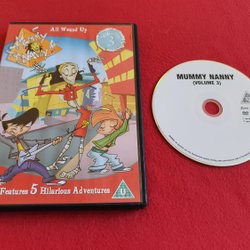 All Wound Up
Features 5 Hilarious Adventures
U
MUMMY NANNY
(VOLUME 3)
U